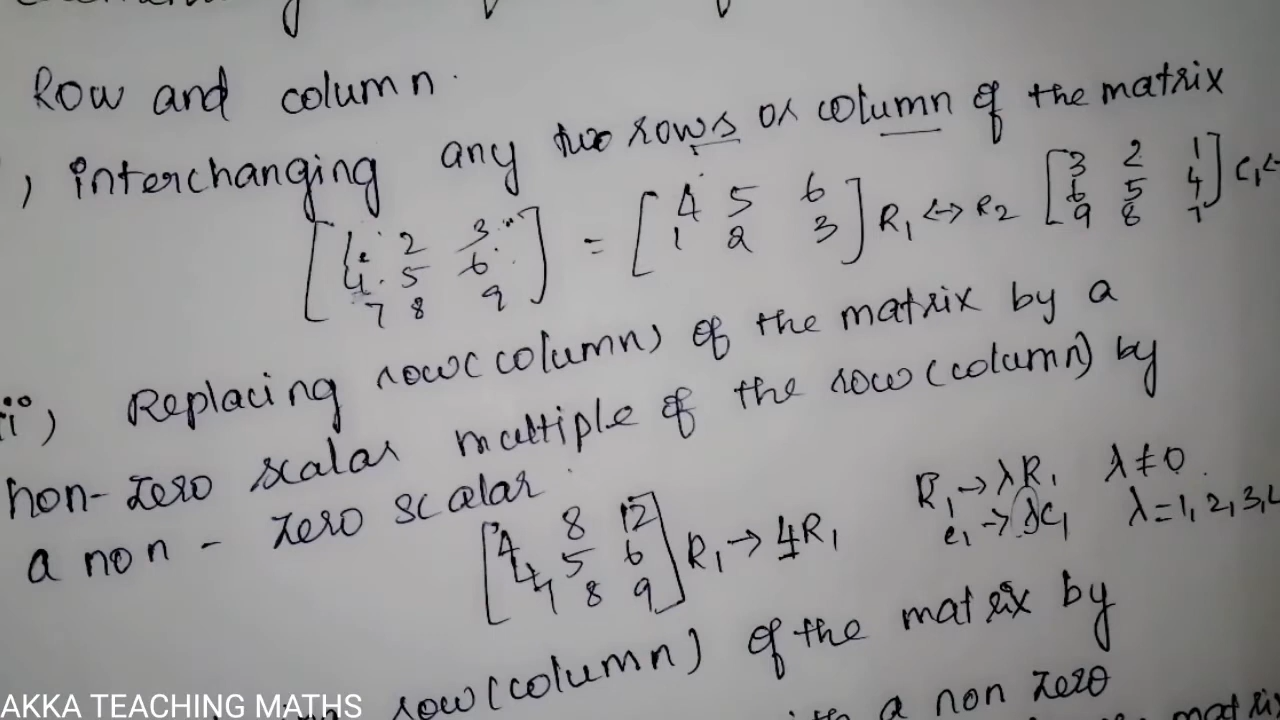 Row and column.
, interchanging any two rows or column of the matrix
[1 2 3 = [4 5 6 R1 ↔ R2 [3 2 1 C1 ↔
4 5 6 1 2 3] 6 5 4
7 8 9] 9 8 7]
ii, Replacing row(column) of the matrix by a
non-zero scalar multiple of the row(column) by
a non - zero scalar.
[4 8 12 R1 → λR1 λ ≠ 0.
4 5 6 R1 → 4R1 C1 → λC1 λ = 1, 2, 3, 4
7 8 9]
row(column) of the matrix by
a non zero
AKKA TEACHING MATHS